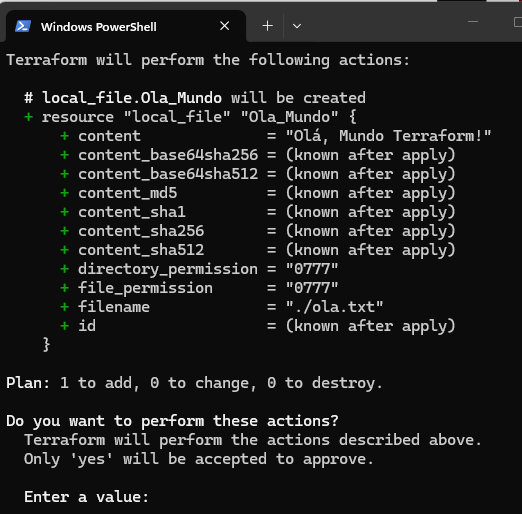 Windows PowerShell
Terraform will perform the following actions:
# local_file.Ola_Mundo will be created
+ resource "local_file" "Ola_Mundo" {
+ content = "Olá, Mundo Terraform!"
+ content_base64sha256 = (known after apply)
+ content_base64sha512 = (known after apply)
+ content_md5 = (known after apply)
+ content_sha1 = (known after apply)
+ content_sha256 = (known after apply)
+ content_sha512 = (known after apply)
+ directory_permission = "0777"
+ file_permission = "0777"
+ filename = "./ola.txt"
+ id = (known after apply)
}
Plan: 1 to add, 0 to change, 0 to destroy.
Do you want to perform these actions?
Terraform will perform the actions described above.
Only 'yes' will be accepted to approve.
Enter a value: